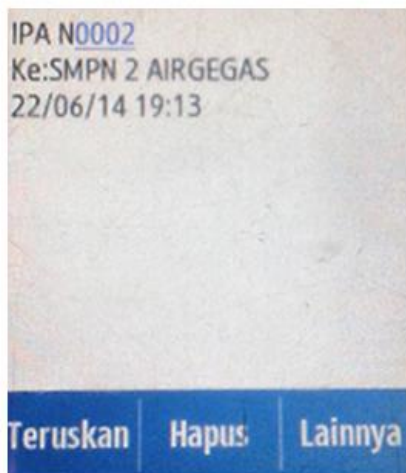 IPA N0002
Ke:SMPN 2 AIRGEGAS
22/06/14 19:13
Teruskan Hapus Lainnya